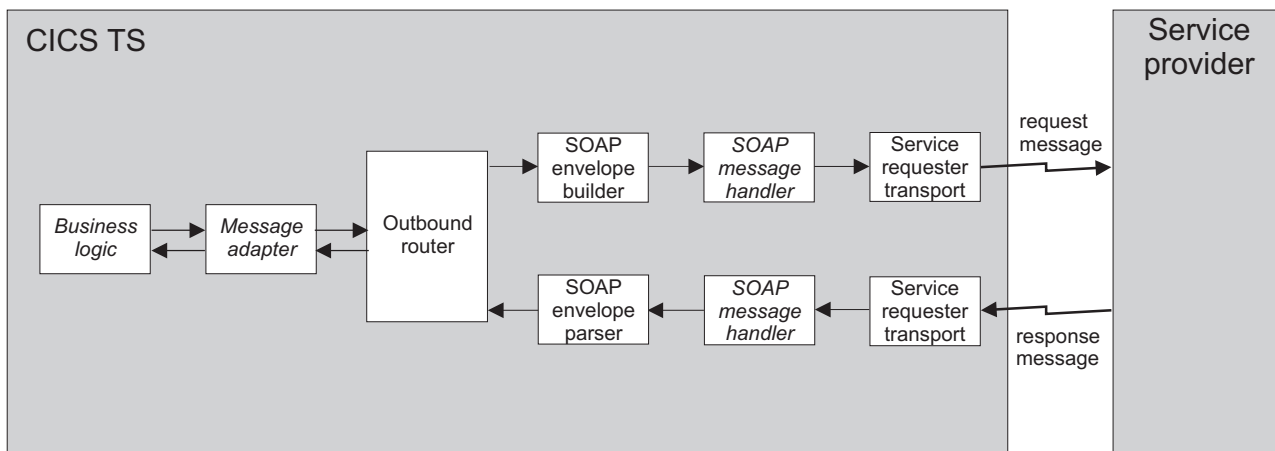 CICS TS
Service
provider
SOAP
envelope
builder
SOAP
message
handler
Service
requester
transport
request
message
Business
logic
Message
adapter
Outbound
router
SOAP
envelope
parser
SOAP
message
handler
Service
requester
transport
response
message